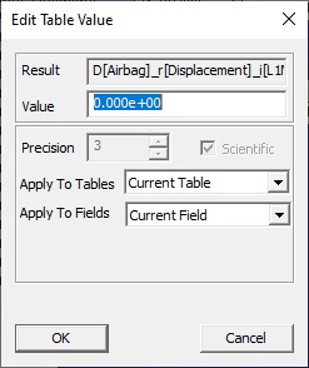 Edit Table Value
Result D[Airbag]_r[Displacement]_i[L1
Value 0.000e+00
Precision 3 Scientific
Apply To Tables Current Table
Apply To Fields Current Field
OK Cancel